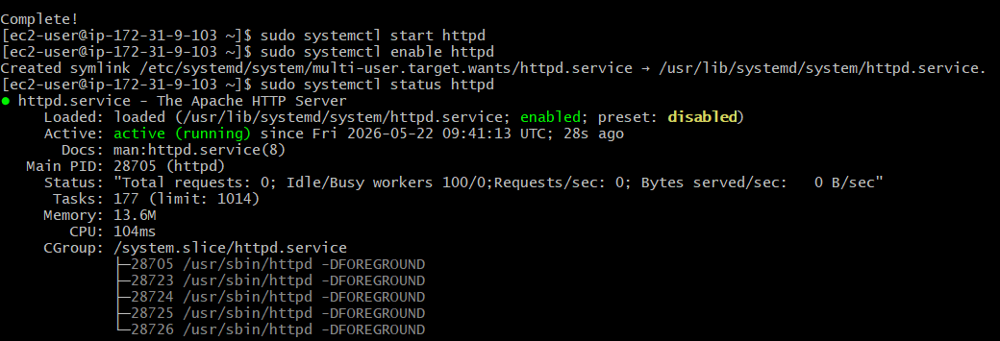 Complete!
[ec2-user@ip-172-31-9-103 ~]$ sudo systemctl start httpd
[ec2-user@ip-172-31-9-103 ~]$ sudo systemctl enable httpd
Created symlink /etc/systemd/system/multi-user.target.wants/httpd.service → /usr/lib/systemd/system/httpd.service.
[ec2-user@ip-172-31-9-103 ~]$ sudo systemctl status httpd
● httpd.service - The Apache HTTP Server
     Loaded: loaded (/usr/lib/systemd/system/httpd.service; enabled; preset: disabled)
     Active: active (running) since Fri 2026-05-22 09:41:13 UTC; 28s ago
       Docs: man:httpd.service(8)
   Main PID: 28705 (httpd)
     Status: "Total requests: 0; Idle/Busy workers 100/0;Requests/sec: 0; Bytes served/sec:   0 B/sec"
      Tasks: 177 (limit: 1014)
     Memory: 13.6M
        CPU: 104ms
     CGroup: /system.slice/httpd.service
             ├─28705 /usr/sbin/httpd -DFOREGROUND
             ├─28723 /usr/sbin/httpd -DFOREGROUND
             ├─28724 /usr/sbin/httpd -DFOREGROUND
             ├─28725 /usr/sbin/httpd -DFOREGROUND
             └─28726 /usr/sbin/httpd -DFOREGROUND